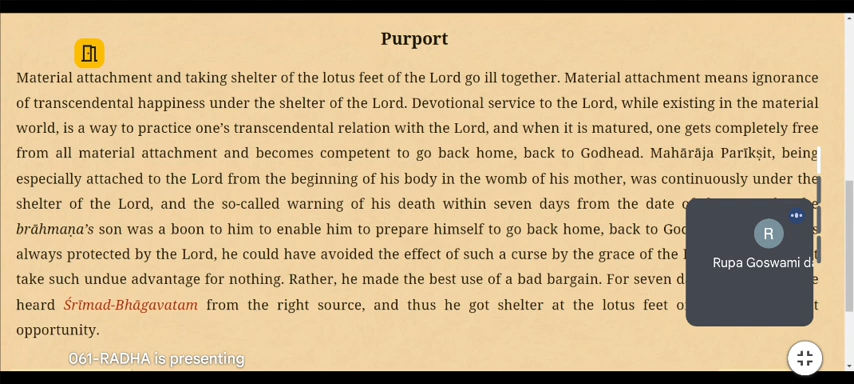 Purport
Material attachment and taking shelter of the lotus feet of the Lord go ill together. Material attachment means ignorance
of transcendental happiness under the shelter of the Lord. Devotional service to the Lord, while existing in the material
world, is a way to practice one’s transcendental relation with the Lord, and when it is matured, one gets completely free
from all material attachment and becomes competent to go back home, back to Godhead. Mahārāja Parīkṣit, being
especially attached to the Lord from the beginning of his body in the womb of his mother, was continuously under the
shelter of the Lord, and the so-called warning of his death within seven days from the date
brāhmaṇa’s son was a boon to him to enable him to prepare himself to go back home, back to
always protected by the Lord, he could have avoided the effect of such a curse by the grace of the
take such undue advantage for nothing. Rather, he made the best use of a bad bargain. For seven
heard Śrīmad-Bhāgavatam from the right source, and thus he got shelter at the lotus feet
opportunity.
R
Rupa Goswami
061-RADHA is presenting